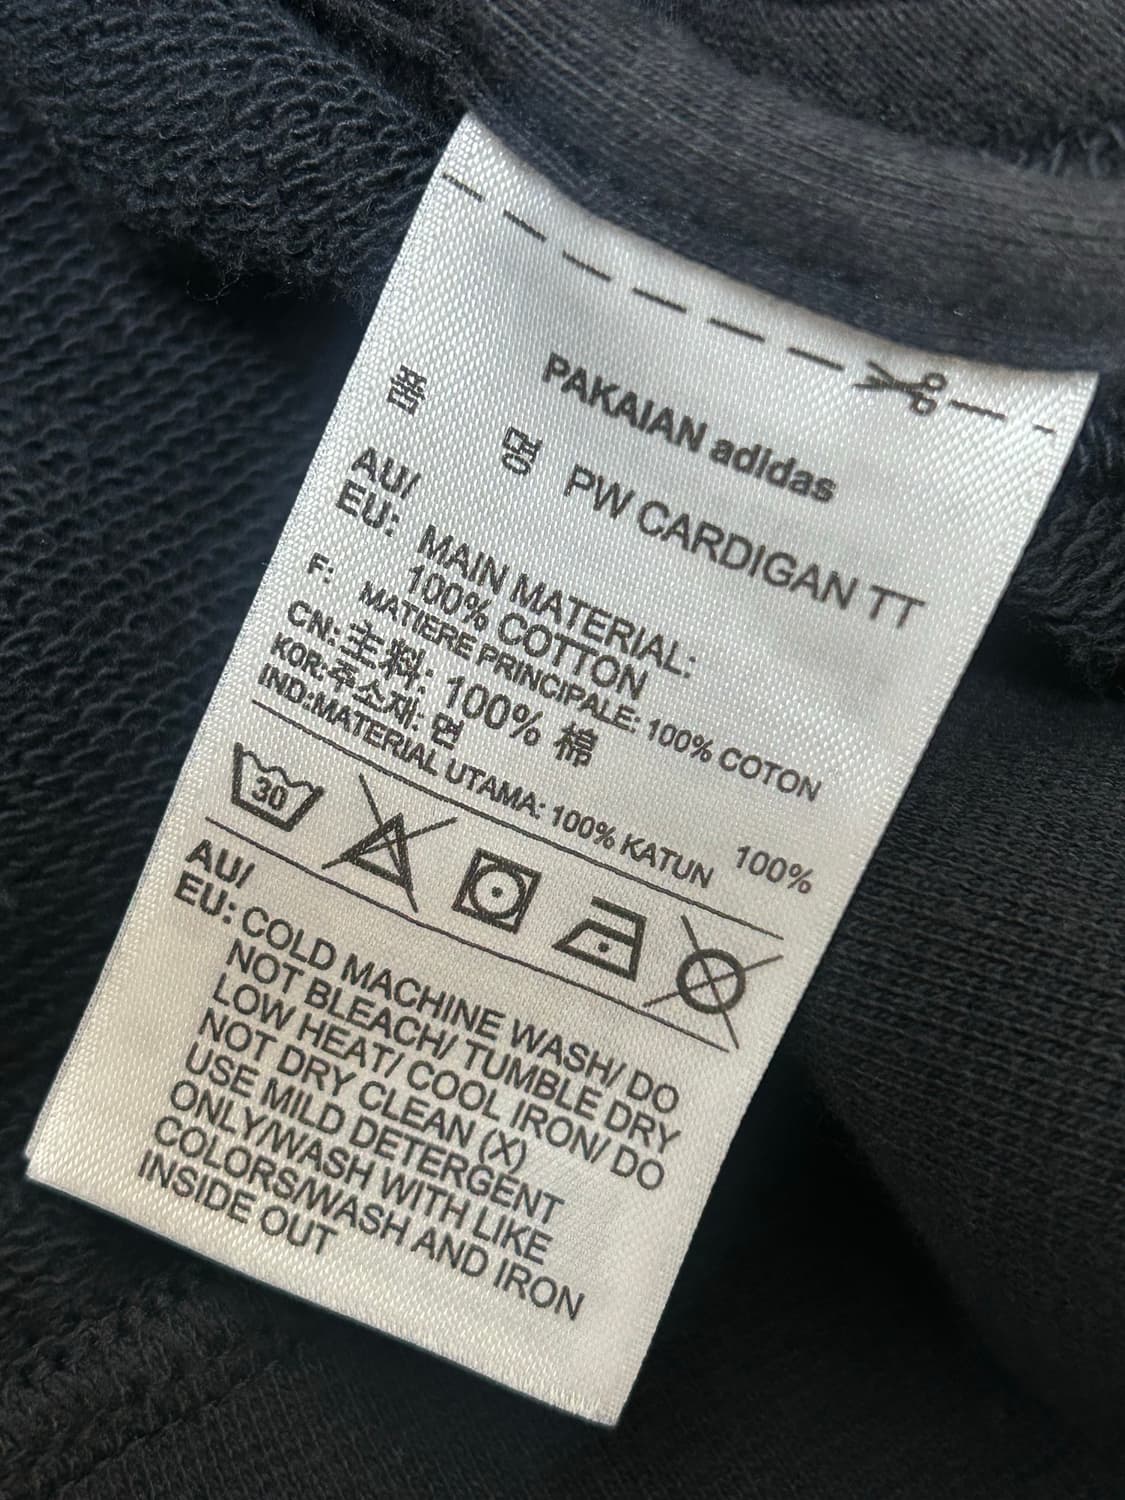 PAKAIAN adidas
품 명 PW CARDIGAN TT
AU/
EU: MAIN MATERIAL:
100% COTTON
F: MATIERE PRINCIPALE: 100% COTON
CN:主料: 100% 棉
KOR:주소재: 면 100%
IND:MATERIAL UTAMA: 100% KATUN
30
AU/
EU: COLD MACHINE WASH/ DO
NOT BLEACH/ TUMBLE DRY
LOW HEAT/ COOL IRON/ DO
NOT DRY CLEAN (X)
USE MILD DETERGENT
ONLY/WASH WITH LIKE
COLORS/WASH AND IRON
INSIDE OUT